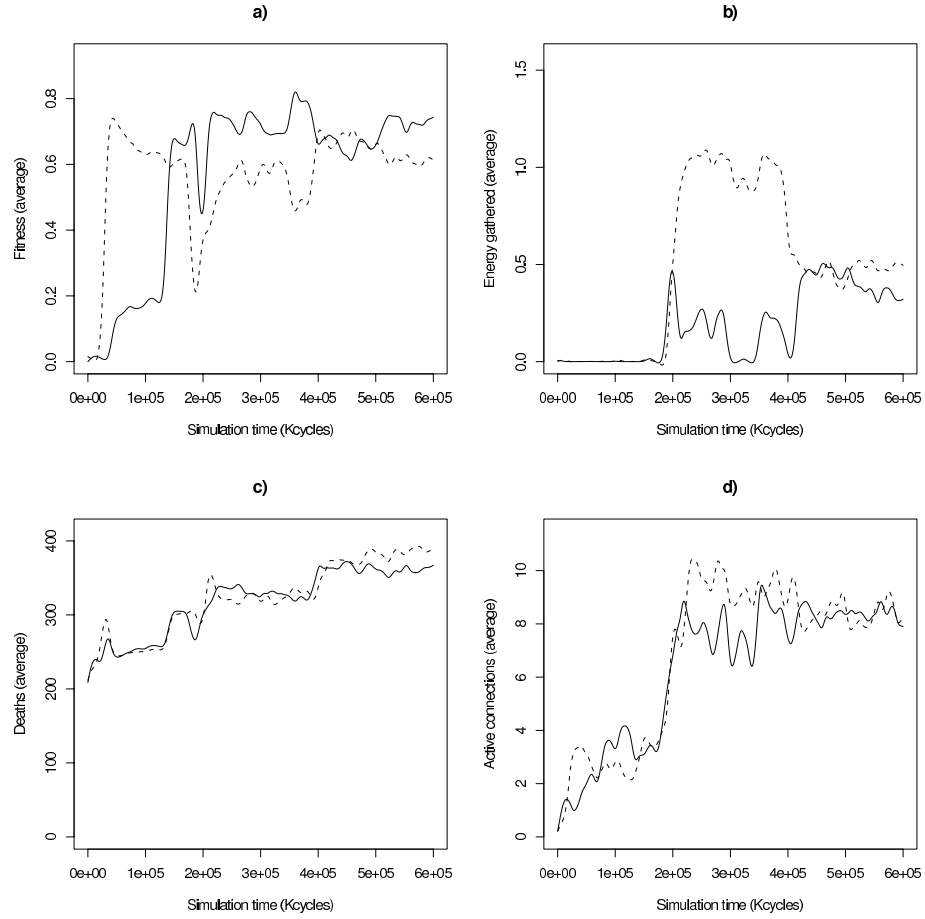 a)
Fitness (average)
0.8
0.6
0.4
0.2
0.0
0e+00 1e+05 2e+05 3e+05 4e+05 5e+05 6e+05
Simulation time (Kcycles)
b)
Energy gathered (average)
1.5
1.0
0.5
0.0
0e+00 1e+05 2e+05 3e+05 4e+05 5e+05 6e+05
Simulation time (Kcycles)
c)
Deaths (average)
400
300
200
100
0
0e+00 1e+05 2e+05 3e+05 4e+05 5e+05 6e+05
Simulation time (Kcycles)
d)
Active connections (average)
10
8
6
4
2
0
0e+00 1e+05 2e+05 3e+05 4e+05 5e+05 6e+05
Simulation time (Kcycles)